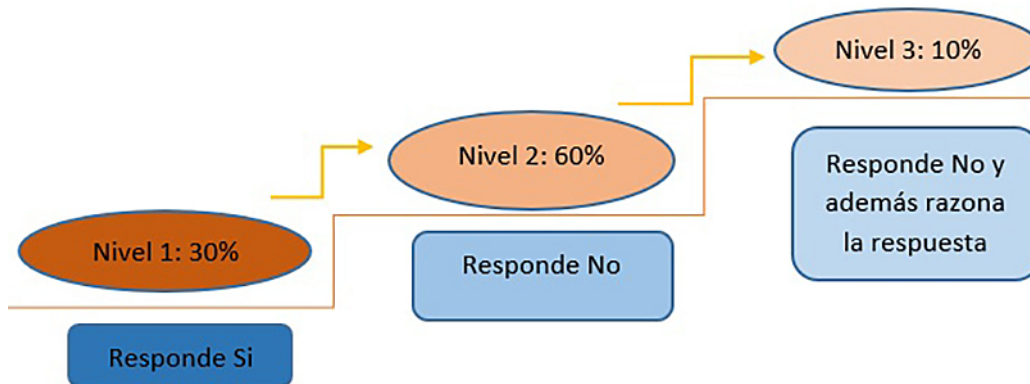 Nivel 3: 10%
Nivel 2: 60%
Nivel 1: 30%
Responde No y
además razona
la respuesta
Responde No
Responde Si